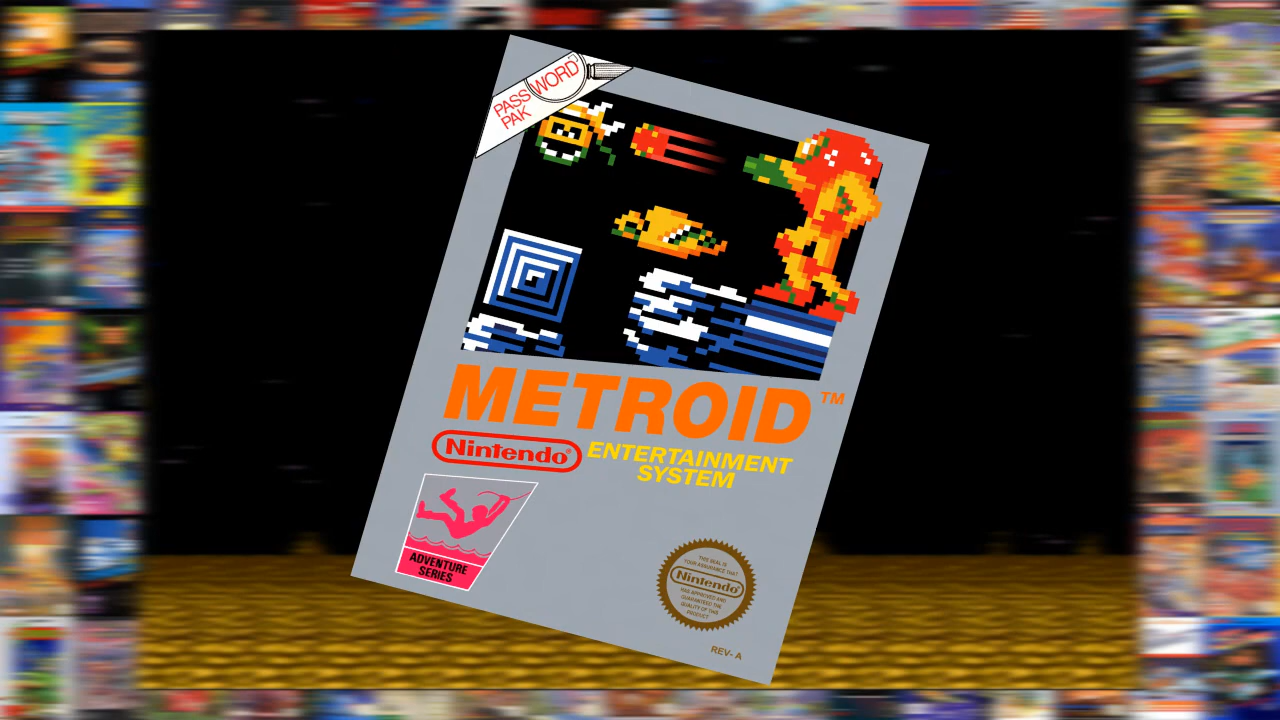 PASS WORD
PAK
METROID™
Nintendo® ENTERTAINMENT
SYSTEM
ADVENTURE
SERIES
THIS SEAL IS
YOUR ASSURANCE THAT
Nintendo
HAS APPROVED AND
GUARANTEED THE
QUALITY OF THIS
PRODUCT
REV- A